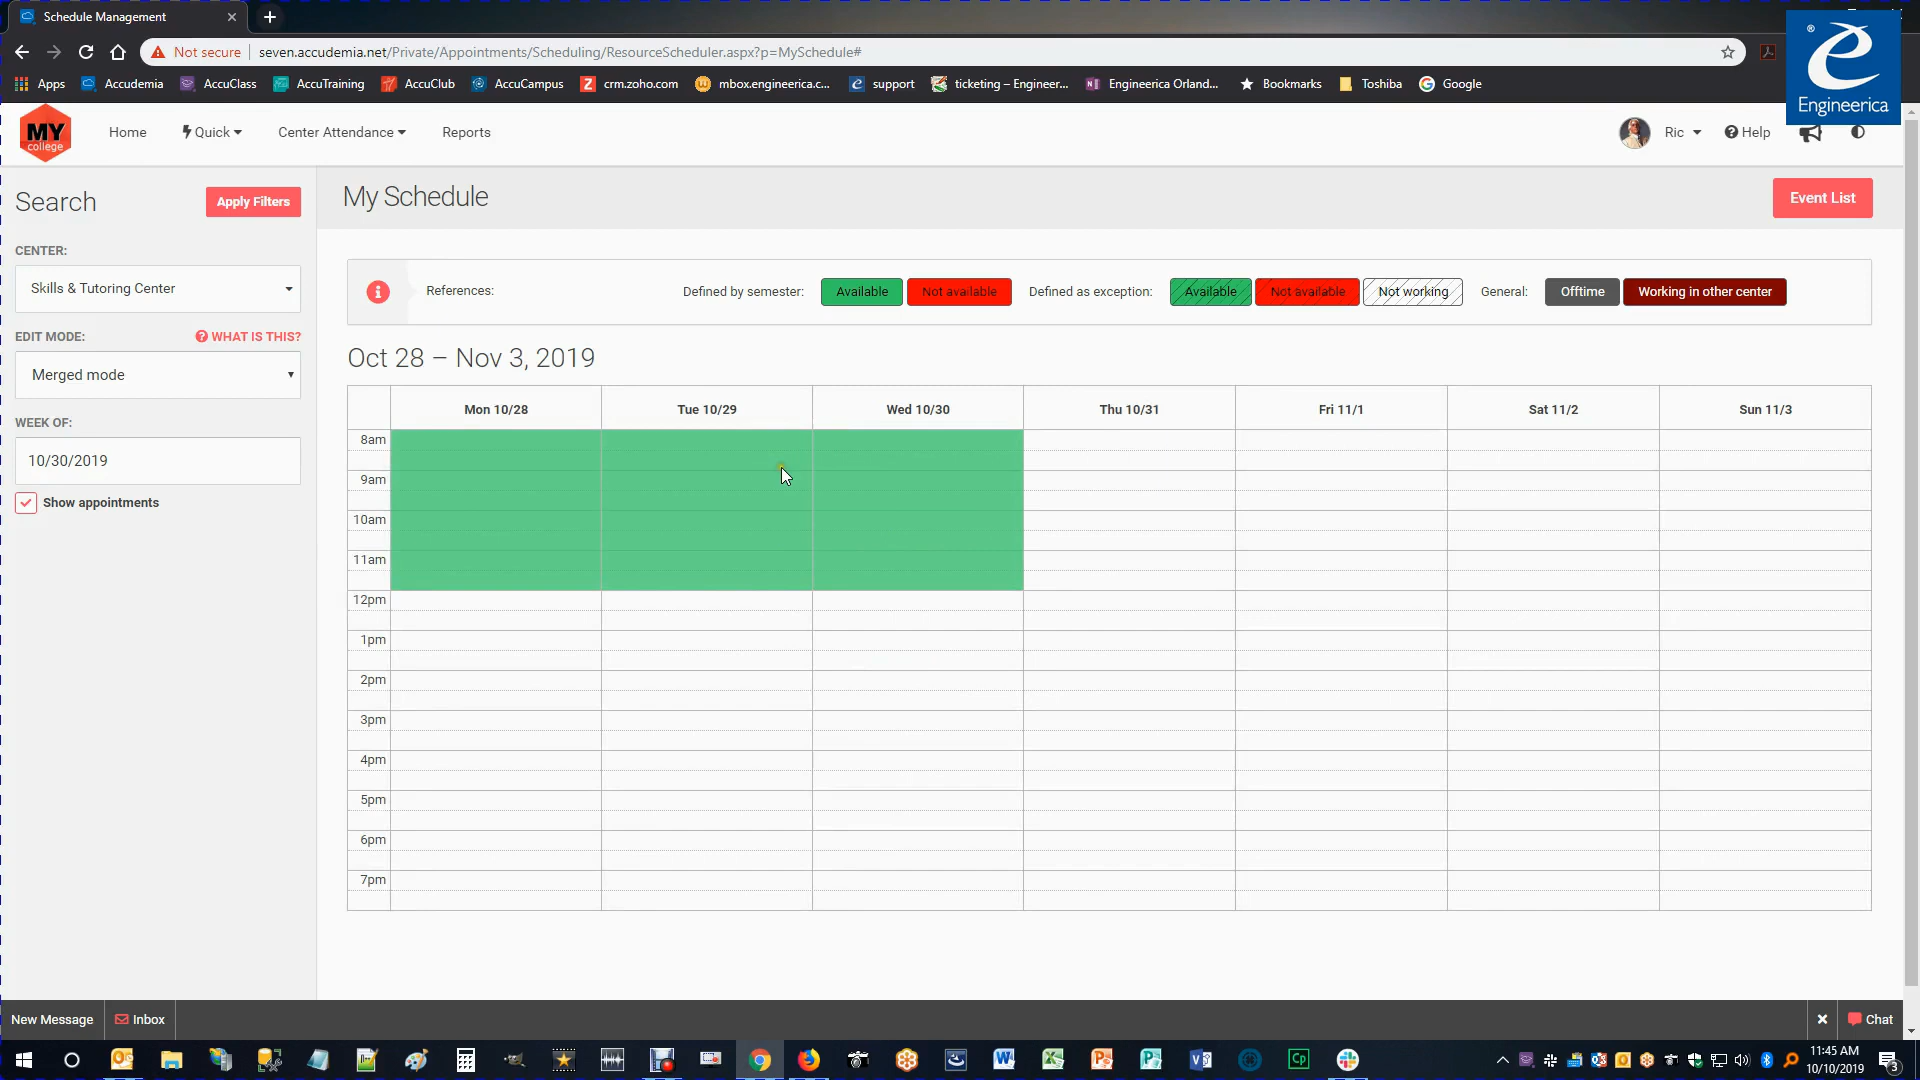 Schedule Management
Not secure
seven.accudemia.net/Private/Appointments/Scheduling/ResourceScheduler.aspx?p=MySchedule#
Apps Accudemia AccuClass AccuTraining AccuClub AccuCampus crm.zoho.com mbox.engineerica.c... support ticketing – Engineer... Engineerica Orland... Bookmarks Toshiba Google
Engineerica
MY college
Home Quick Center Attendance Reports Ric Help
Search
Apply Filters
My Schedule
Event List
CENTER:
Skills & Tutoring Center
EDIT MODE: WHAT IS THIS?
Merged mode
WEEK OF:
10/30/2019
Show appointments
References: Defined by semester: Available Not available Defined as exception: Available Not available Not working General: Offtime Working in other center
Oct 28 – Nov 3, 2019
Mon 10/28 Tue 10/29 Wed 10/30 Thu 10/31 Fri 11/1 Sat 11/2 Sun 11/3
8am
9am
10am
11am
12pm
1pm
2pm
3pm
4pm
5pm
6pm
7pm
New Message Inbox Chat
11:45 AM
10/10/2019
3